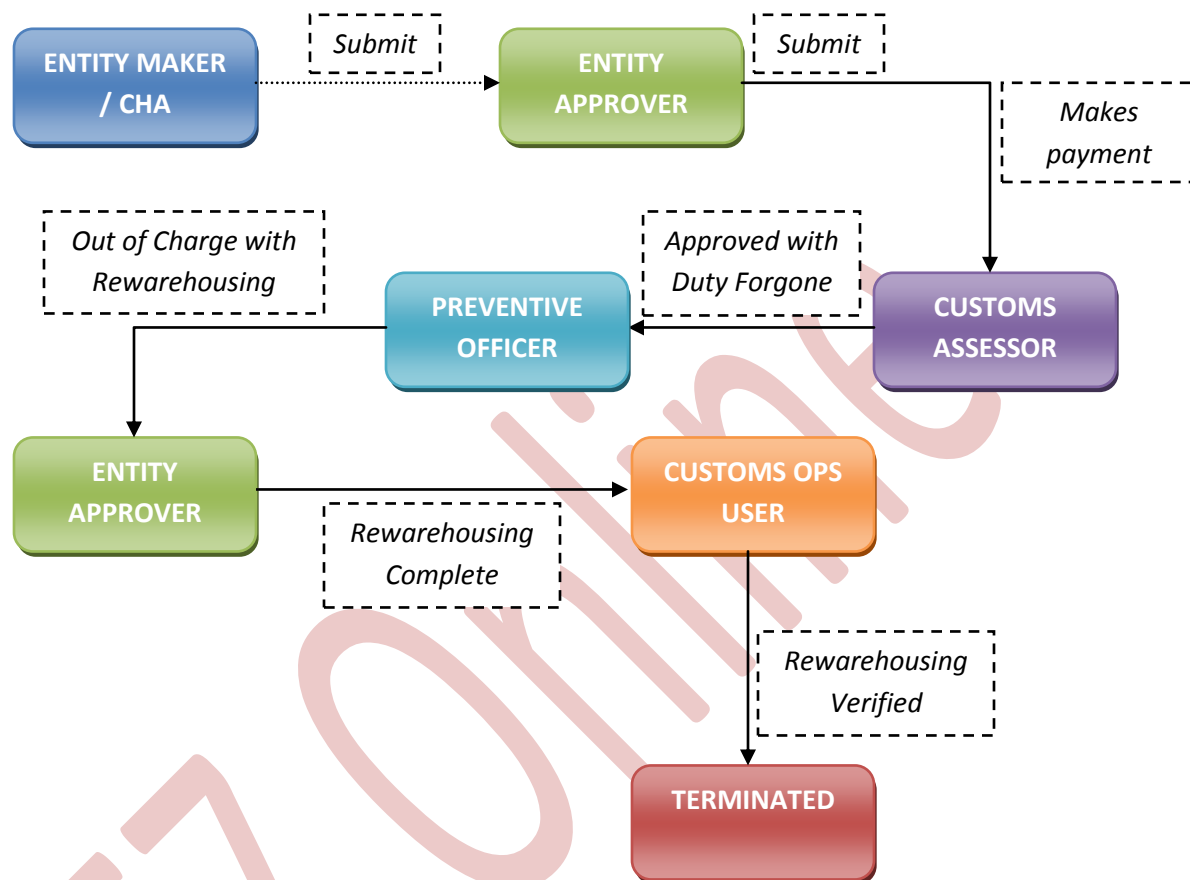 Submit
Submit
ENTITY MAKER
/ CHA
ENTITY
APPROVER
Makes
payment
Out of Charge with
Rewarehousing
Approved with
Duty Forgone
PREVENTIVE
OFFICER
CUSTOMS
ASSESSOR
ENTITY
APPROVER
CUSTOMS OPS
USER
Rewarehousing
Complete
Rewarehousing
Verified
TERMINATED
Online